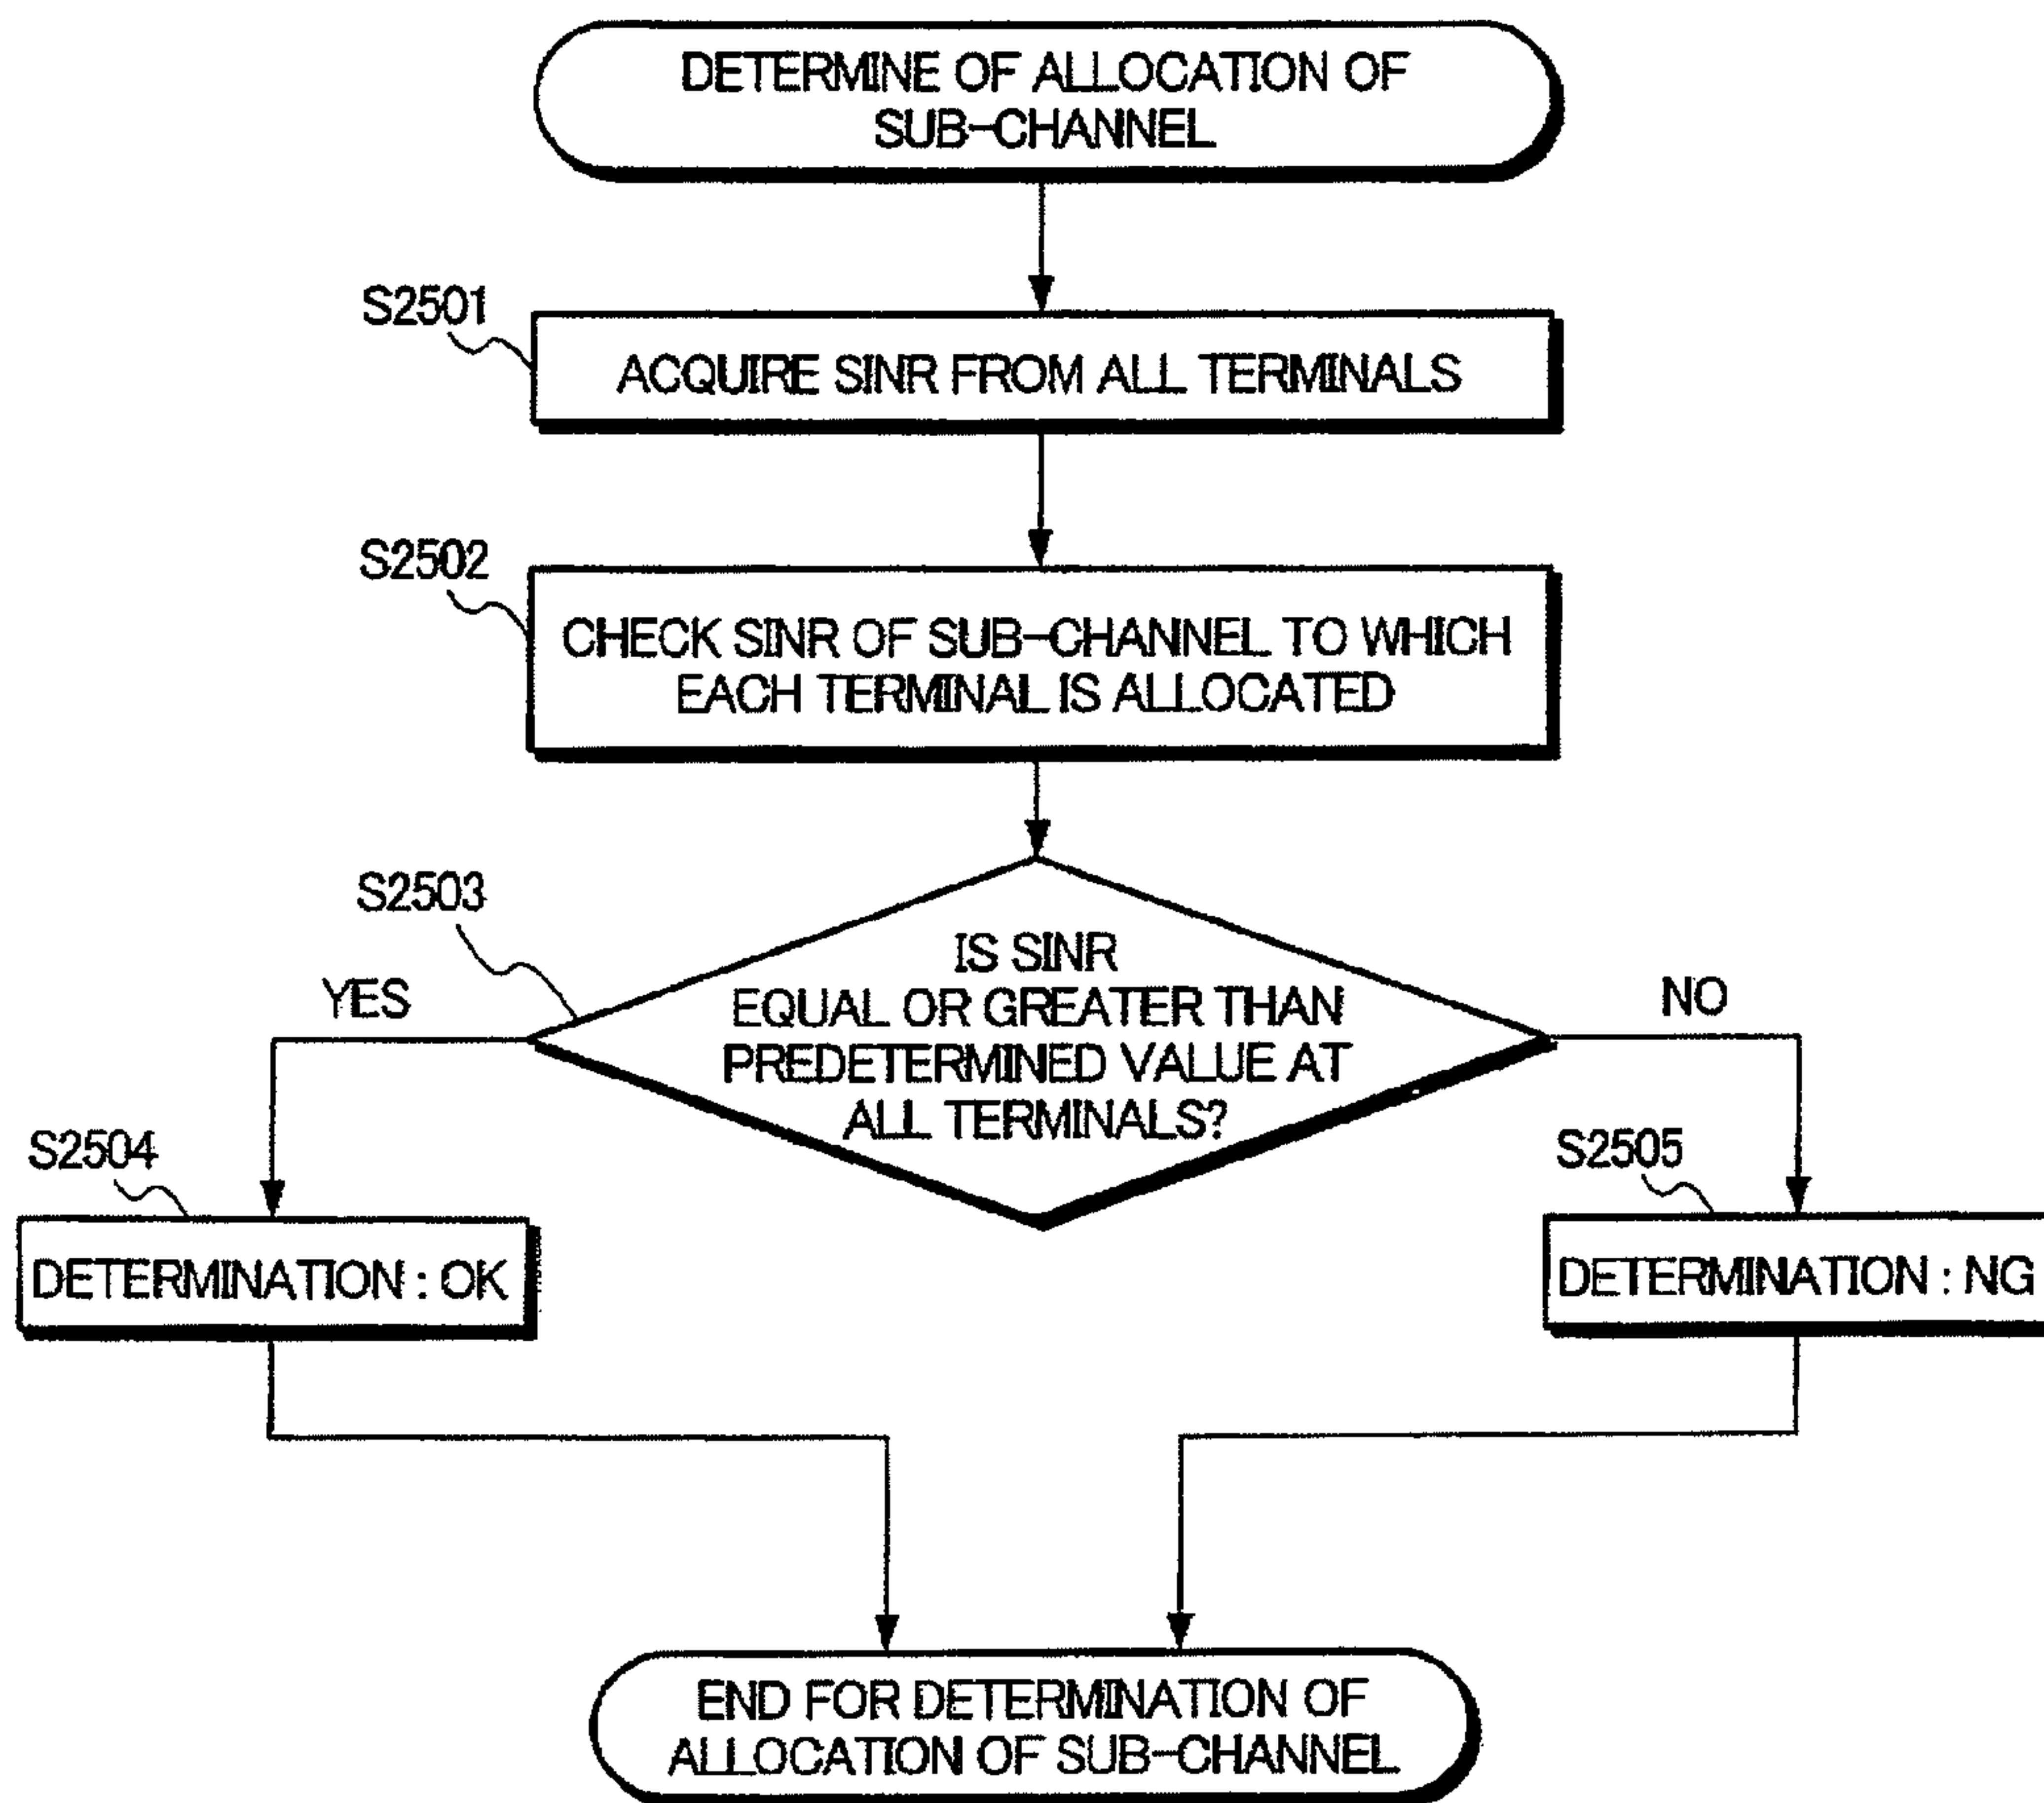 DETERMINE OF ALLOCATION OF
SUB-CHANNEL
S2501
ACQUIRE SINR FROM ALL TERMINALS
S2502
CHECK SINR OF SUB-CHANNEL TO WHICH
EACH TERMINAL IS ALLOCATED
S2503
IS SINR
EQUAL OR GREATER THAN
PREDETERMINED VALUE AT
ALL TERMINALS?
YES
NO
S2504
DETERMINATION : OK
S2505
DETERMINATION : NG
END FOR DETERMINATION OF
ALLOCATION OF SUB-CHANNEL